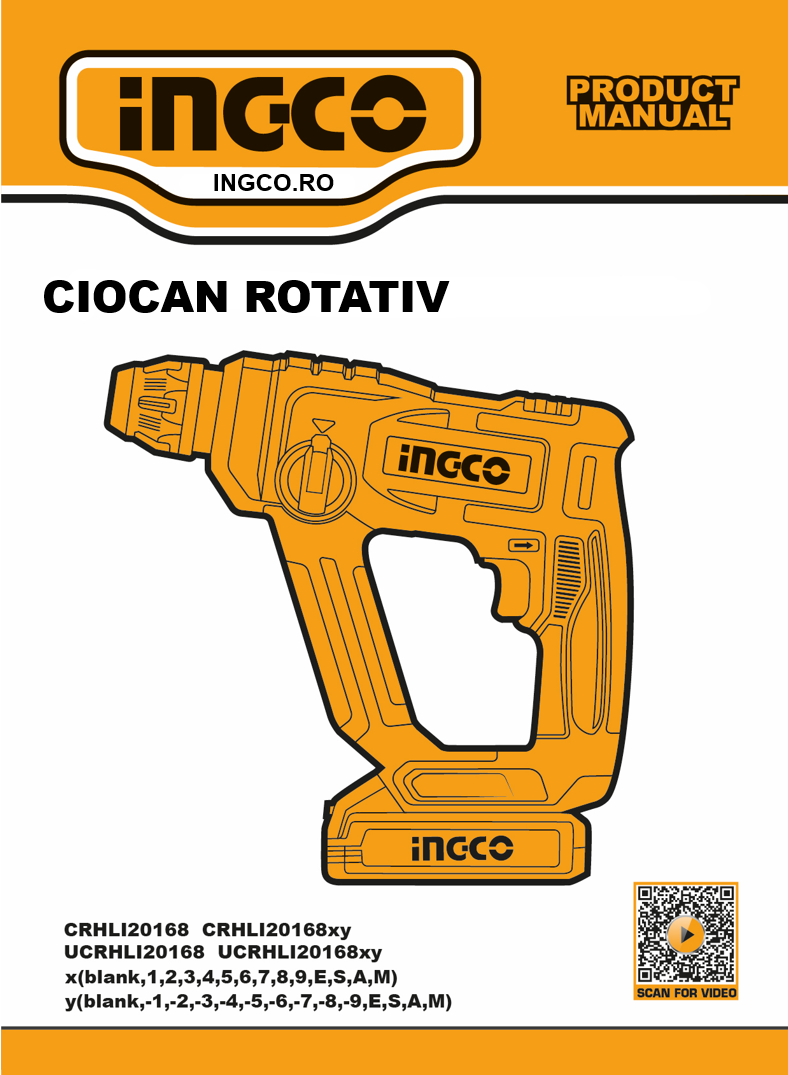 iNGCO
INGCO.RO
PRODUCT
MANUAL
CIOCAN ROTATIV
iNGCO
iNGCO
CRHLI20168 CRHLI20168xy
UCRHLI20168 UCRHLI20168xy
x(blank,1,2,3,4,5,6,7,8,9,E,S,A,M)
y(blank,-1,-2,-3,-4,-5,-6,-7,-8,-9,E,S,A,M)
SCAN FOR VIDEO